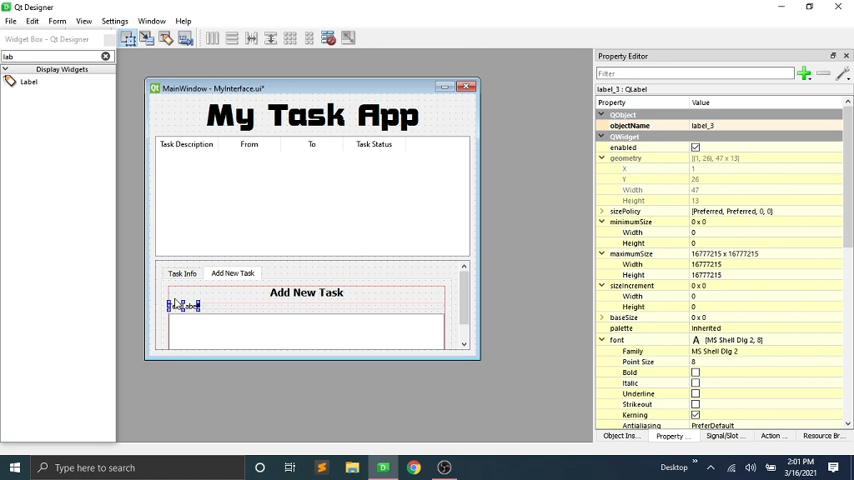 Qt Designer
File Edit Form View Settings Window Help
Widget Box - Qt Designer
lab
Display Widgets
Label
MainWindow - MyInterface.ui*
My Task App
Task Description From To Task Status
Task Info Add New Task
Add New Task
Property Editor
Filter
label_3 : QLabel
Property Value
QObject
objectName label_3
QWidget
enabled
geometry [(1, 26), 47 x 13]
X 1
Y 26
Width 47
Height 13
sizePolicy [Preferred, Preferred, 0, 0]
minimumSize 0 x 0
Width 0
Height 0
maximumSize 16777215 x 16777215
Width 16777215
Height 16777215
sizeIncrement 0 x 0
baseSize 0 x 0
palette Inherited
font A [MS Shell Dlg 2, 8]
Family MS Shell Dlg 2
Point Size 8
Bold
Italic
Underline
Strikeout
Kerning
Antialiasing PreferDefault
Object Ins... Property ... Signal/Slot ... Action ... Resource Br...
Type here to search
Desktop
2:01 PM
3/16/2021